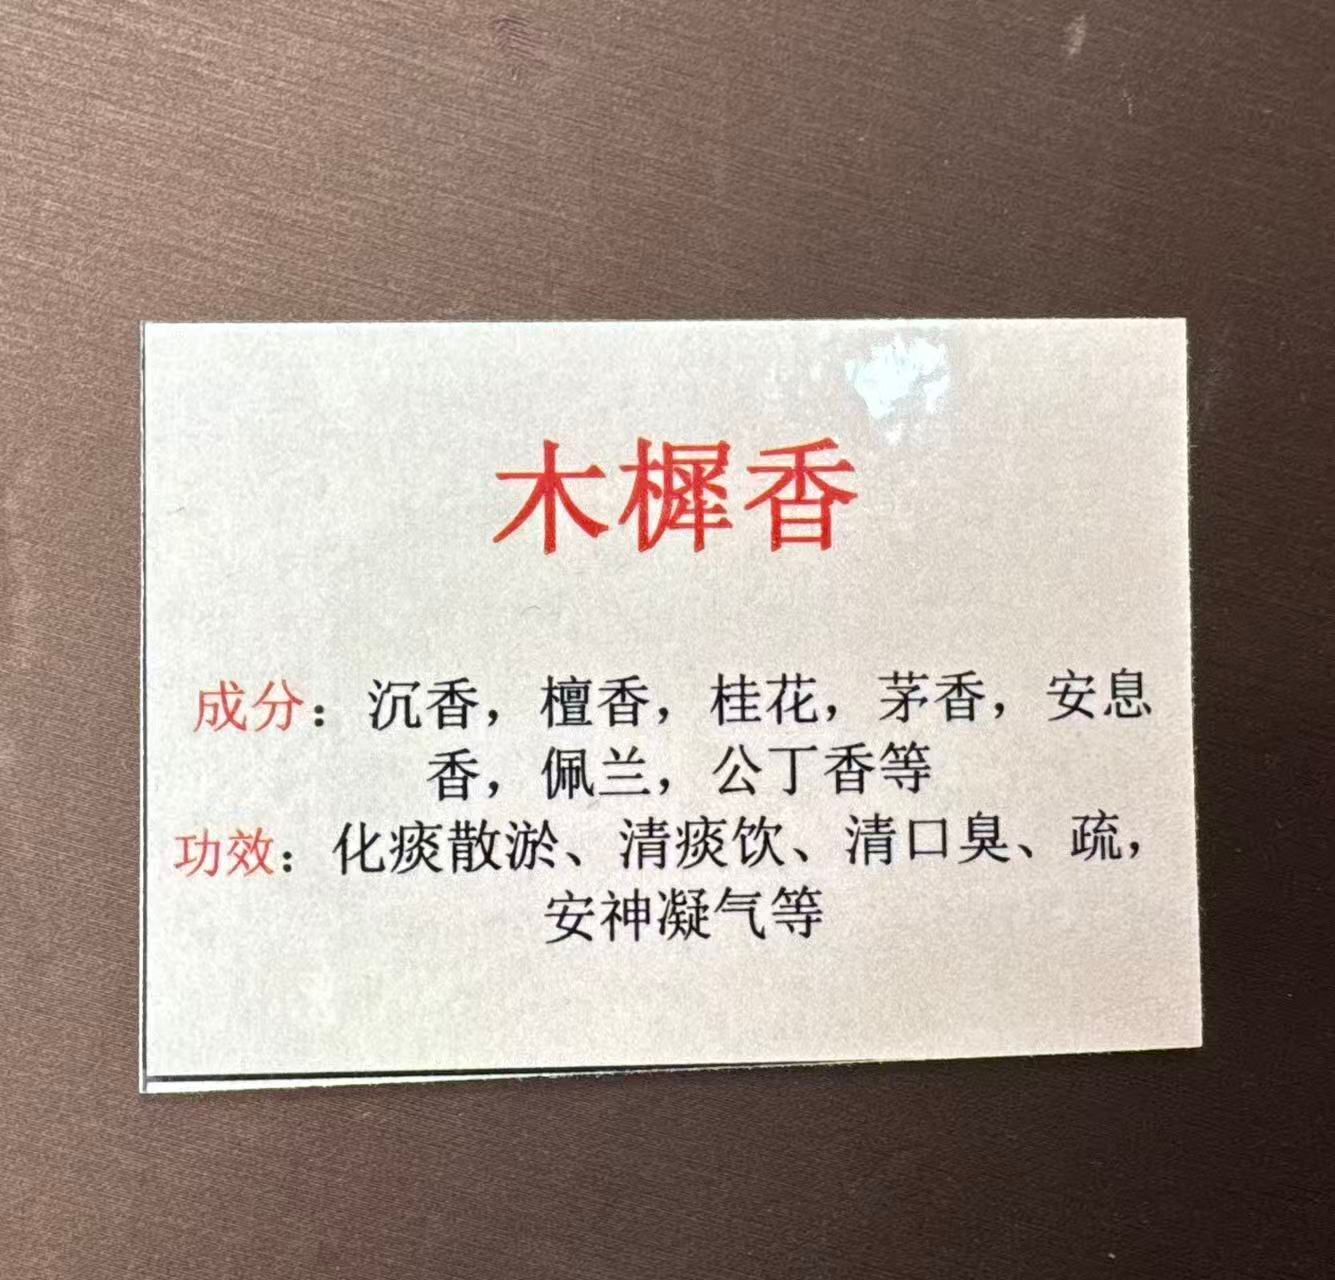 木樨香
成分：沉香，檀香，桂花，茅香，安息
香，佩兰，公丁香等
功效：化痰散淤、清痰饮、清口臭、疏，
安神凝气等